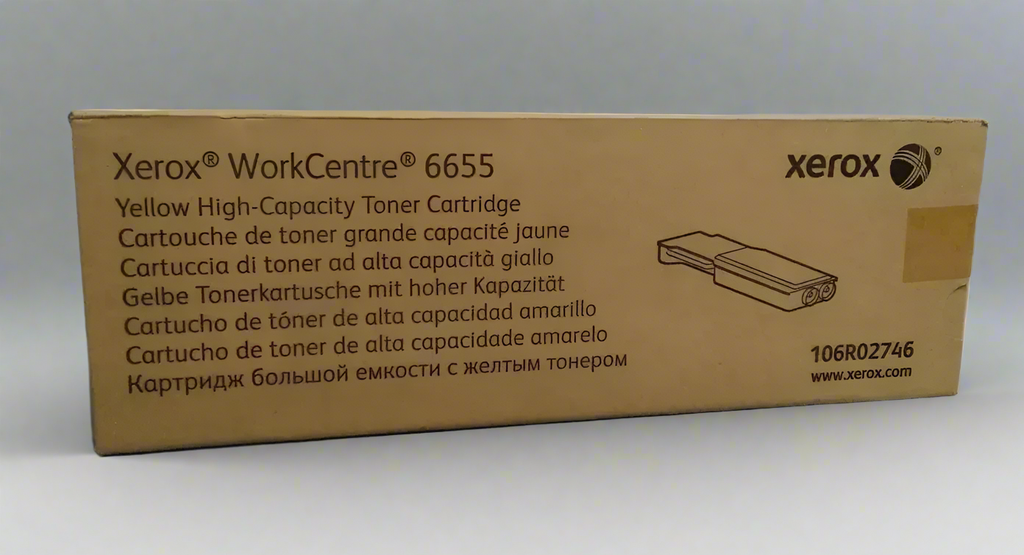 Xerox® WorkCentre® 6655
xerox ®
Yellow High-Capacity Toner Cartridge
Cartouche de toner grande capacité jaune
Cartuccia di toner ad alta capacità giallo
Gelbe Tonerkartusche mit hoher Kapazität
Cartucho de tóner de alta capacidad amarillo
Cartucho de toner de alta capacidade amarelo
Картридж большой емкости с желтым тонером
106R02746
www.xerox.com